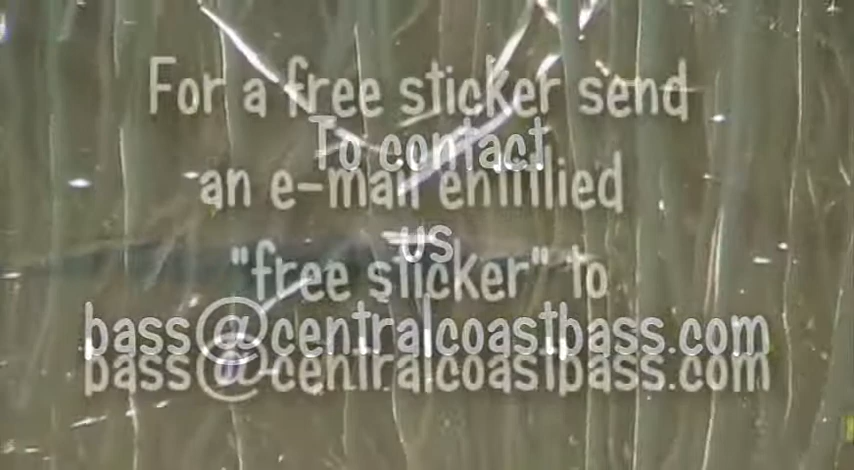 For a free sticker send
To contact
an e-mail entitled
us
"free sticker" to
bass@centralcoastbass.com
bass@centralcoastbass.com